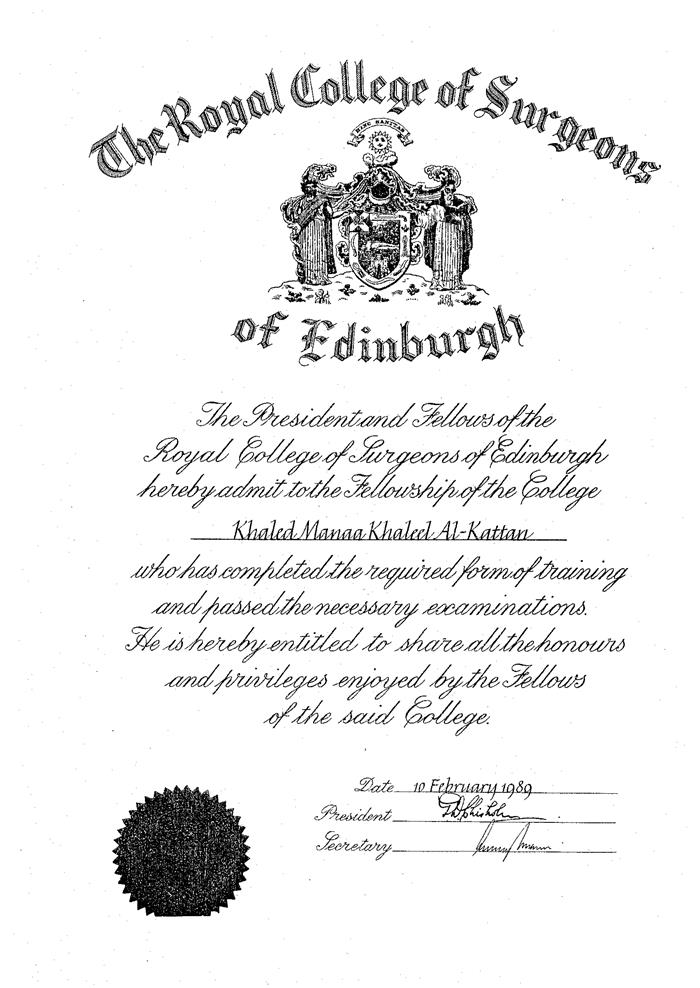 The Royal College of Surgeons
HINC SANITAS
of Edinburgh
The President and Fellows of the
Royal College of Surgeons of Edinburgh
hereby admit to the Fellowship of the College
Khaled Manaa Khaleel Al-Kattan
who has completed the required form of training
and passed the necessary examinations.
He is hereby entitled to share all the honours
and privileges enjoyed by the Fellows
of the said College.
Date 10 February 1989
President
Secretary